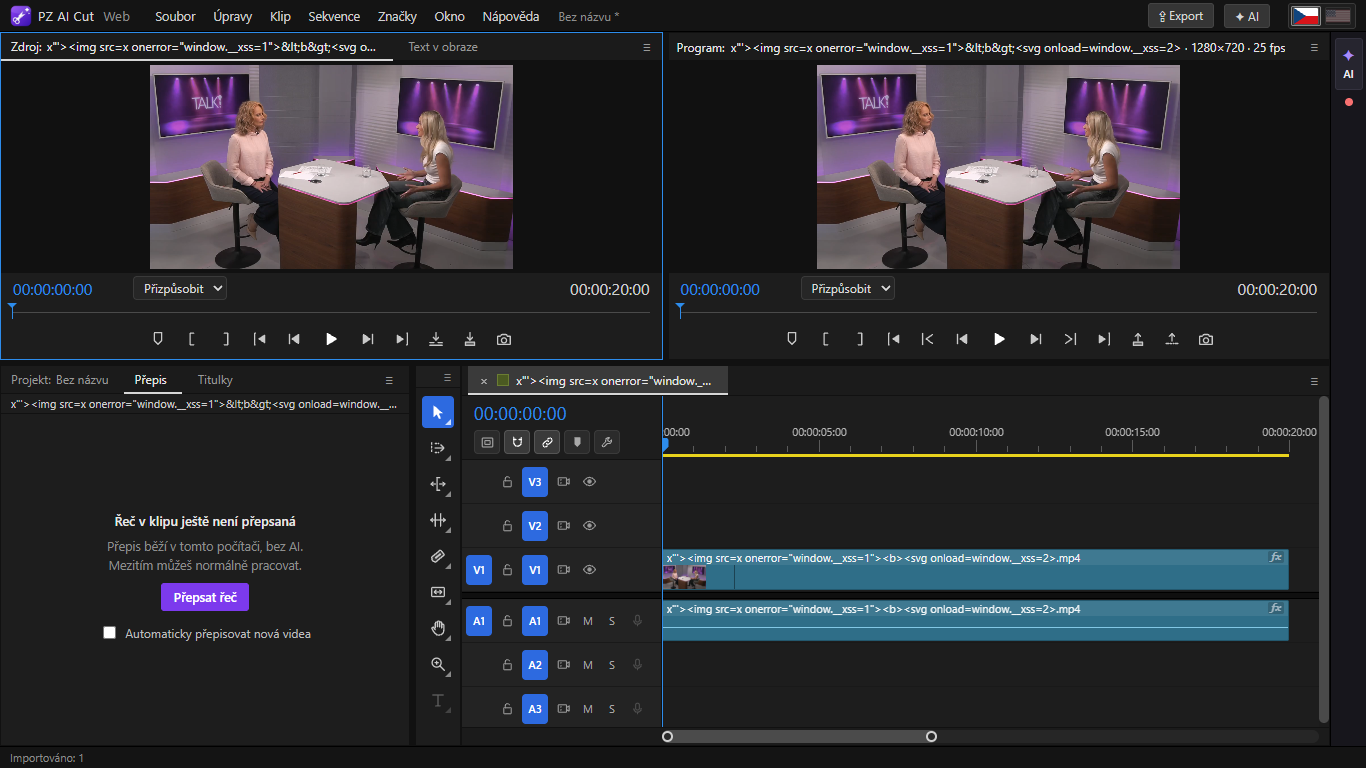 PZ AI Cut Web Soubor Úpravy Klip Sekvence Značky Okno Nápověda Bez názvu * Export AI
Zdroj: x"'><img src=x onerror="window.__xss=1">&lt;b&gt;<svg o... Text v obraze
Program: x"'><img src=x onerror="window.__xss=1">&lt;b&gt;<svg onload=window.__xss=2> · 1280×720 · 25 fps
AI
TALK!
TALK!
00:00:00:00 Přizpůsobit 00:00:20:00
00:00:00:00 Přizpůsobit 00:00:20:00
Projekt: Bez názvu Přepis Titulky
x"'><img src=x onerror="window.__xss=1">&lt;b&gt;<svg onload=window.__...
Řeč v klipu ještě není přepsaná
Přepis běží v tomto počítači, bez AI.
Mezitím můžeš normálně pracovat.
Přepsat řeč
Automaticky přepisovat nová videa
× x"'><img src=x onerror="window._...
00:00:00:00
:00:00 00:00:05:00 00:00:10:00 00:00:15:00 00:00:20:00
V3
V2
V1 V1
x"'><img src=x onerror="window.__xss=1"><b><svg onload=window.__xss=2>.mp4 fx
A1 A1 M S
x"'><img src=x onerror="window.__xss=1"><b><svg onload=window.__xss=2>.mp4 fx
A2 M S
A3 M S
T
Importováno: 1